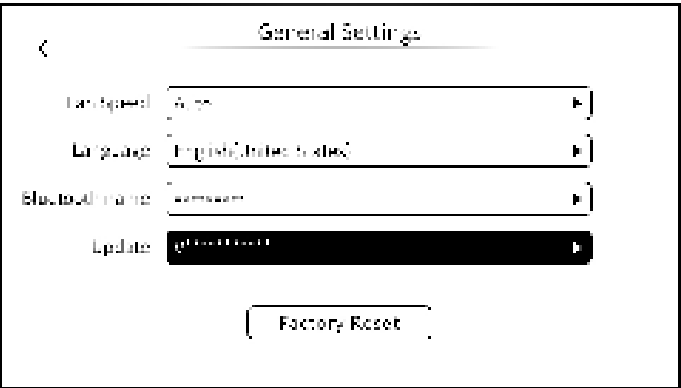 General Settings
Fan Speed Auto
Language English(United States)
Bluetooth name
Update
Factory Reset